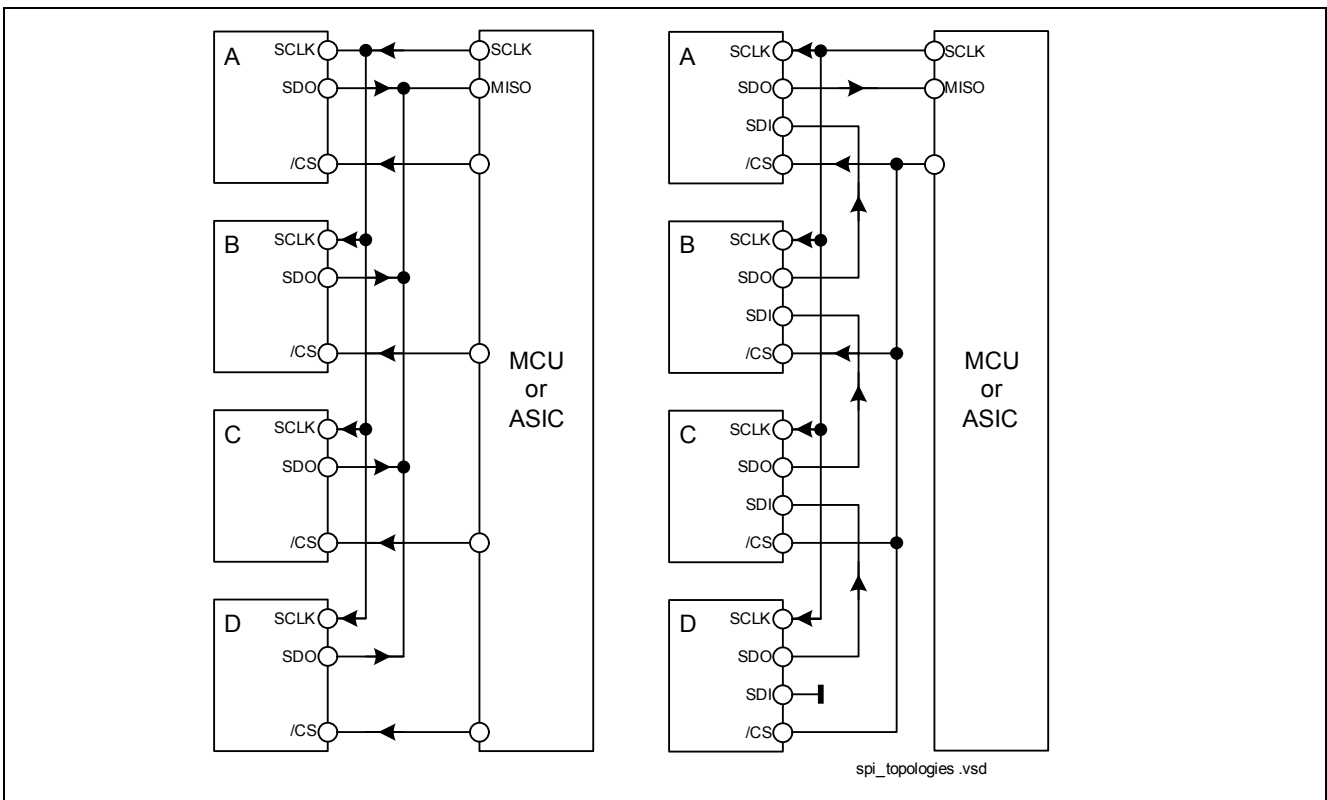 A
SCLK
SDO
/CS
B
SCLK
SDO
/CS
C
SCLK
SDO
/CS
D
SCLK
SDO
/CS
SCLK
MISO
MCU
or
ASIC
A
SCLK
SDO
SDI
/CS
B
SCLK
SDO
SDI
/CS
C
SCLK
SDO
SDI
/CS
D
SCLK
SDO
SDI
/CS
SCLK
MISO
MCU
or
ASIC
spi_topologies .vsd